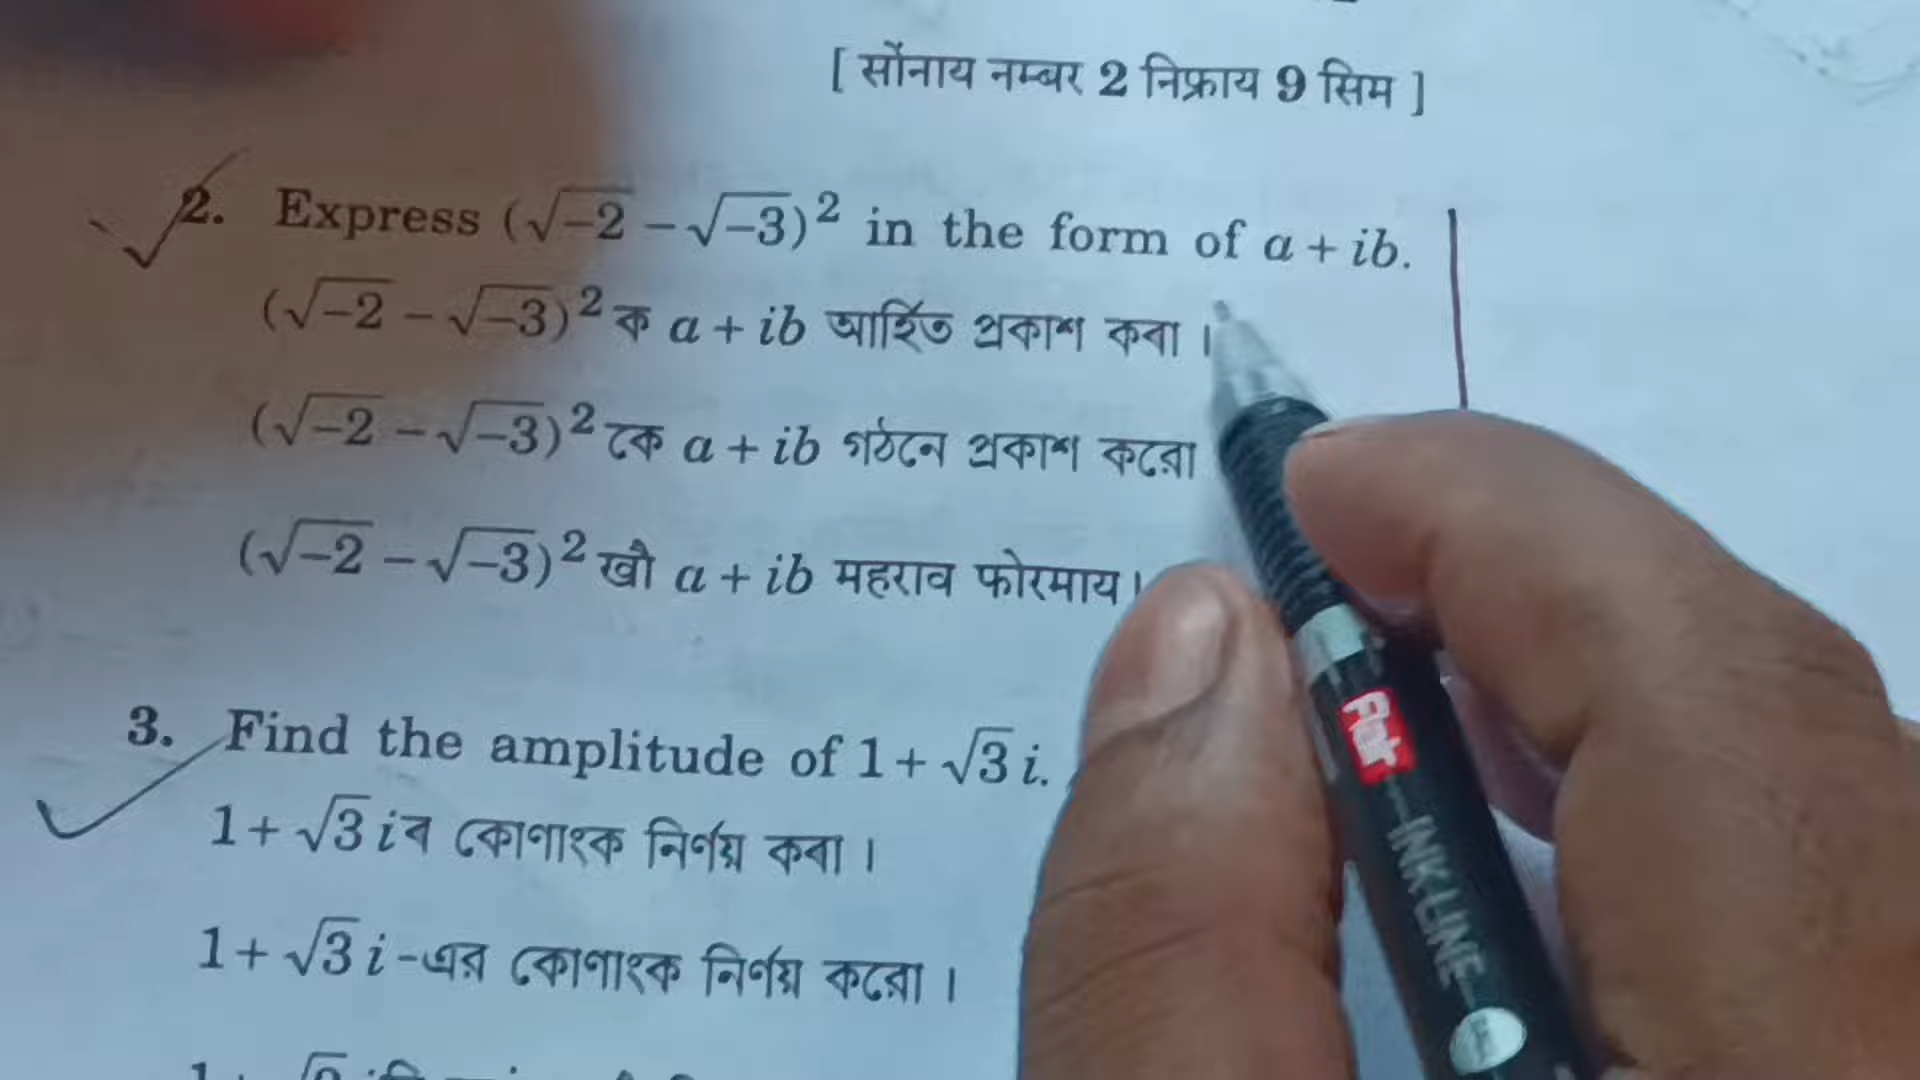 [ सोंनाय नम्बर 2 निफ्राय 9 सिम ]
2. Express (√−2 − √−3)² in the form of a + ib.
(√−2 − √−3)² ক a + ib আৰ্হিত প্ৰকাশ কৰা ।
(√−2 − √−3)² কে a + ib গঠনে প্রকাশ করো
(√−2 − √−3)² खौ a + ib महराव फोरमाय।
3. Find the amplitude of 1 + √3 i.
1 + √3 iৰ কোণাংক নিৰ্ণয় কৰা ।
1 + √3 i -এর কোণাংক নির্ণয় করো ।
Flair INKLINE